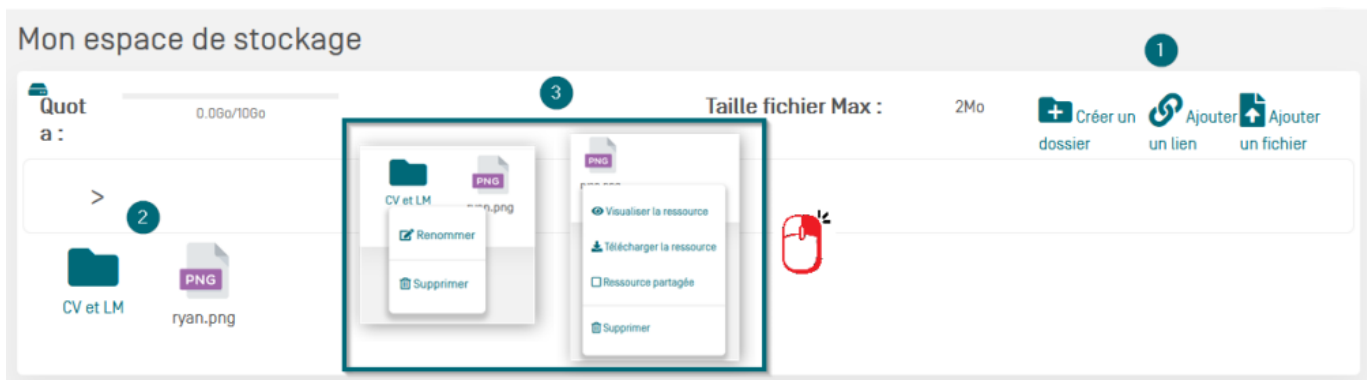 Mon espace de stockage
1
Quot
a :
0.0Go/10Go
3
Taille fichier Max :
2Mo
Créer un
dossier
Ajouter
un lien
Ajouter
un fichier
>
2
PNG
CV et LM
ryan.png
PNG
CV et LM
.png
Renommer
Supprimer
PNG
Visualiser la ressource
Télécharger la ressource
Ressource partagée
Supprimer